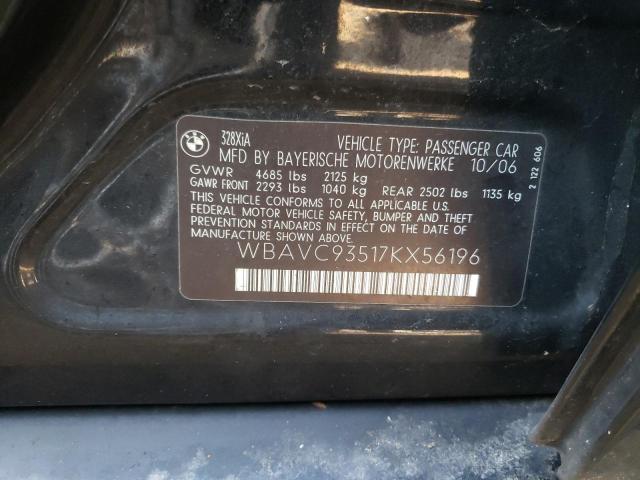 BMW
328XiA
VEHICLE TYPE: PASSENGER CAR
MFD BY BAYERISCHE MOTORENWERKE 10/06
GVWR 4685 lbs 2125 kg
GAWR FRONT 2293 lbs 1040 kg REAR 2502 lbs 1135 kg
THIS VEHICLE CONFORMS TO ALL APPLICABLE U.S.
FEDERAL MOTOR VEHICLE SAFETY, BUMPER AND THEFT
PREVENTION STANDARDS IN EFFECT ON THE DATE OF
MANUFACTURE SHOWN ABOVE.
WBAVC93517KX56196
2 122 606